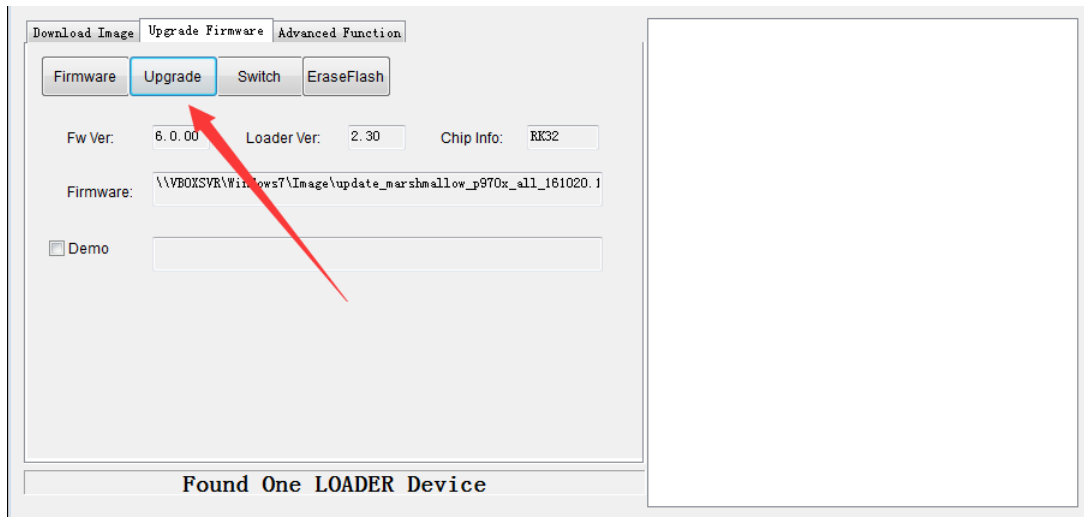 Download Image Upgrade Firmware Advanced Function
Firmware Upgrade Switch EraseFlash
Fw Ver: 6.0.00 Loader Ver: 2.30 Chip Info: RK32
Firmware: \\VBOXSVR\Windows7\Image\update_marshmallow_p970x_all_161020.1
Demo
Found One LOADER Device